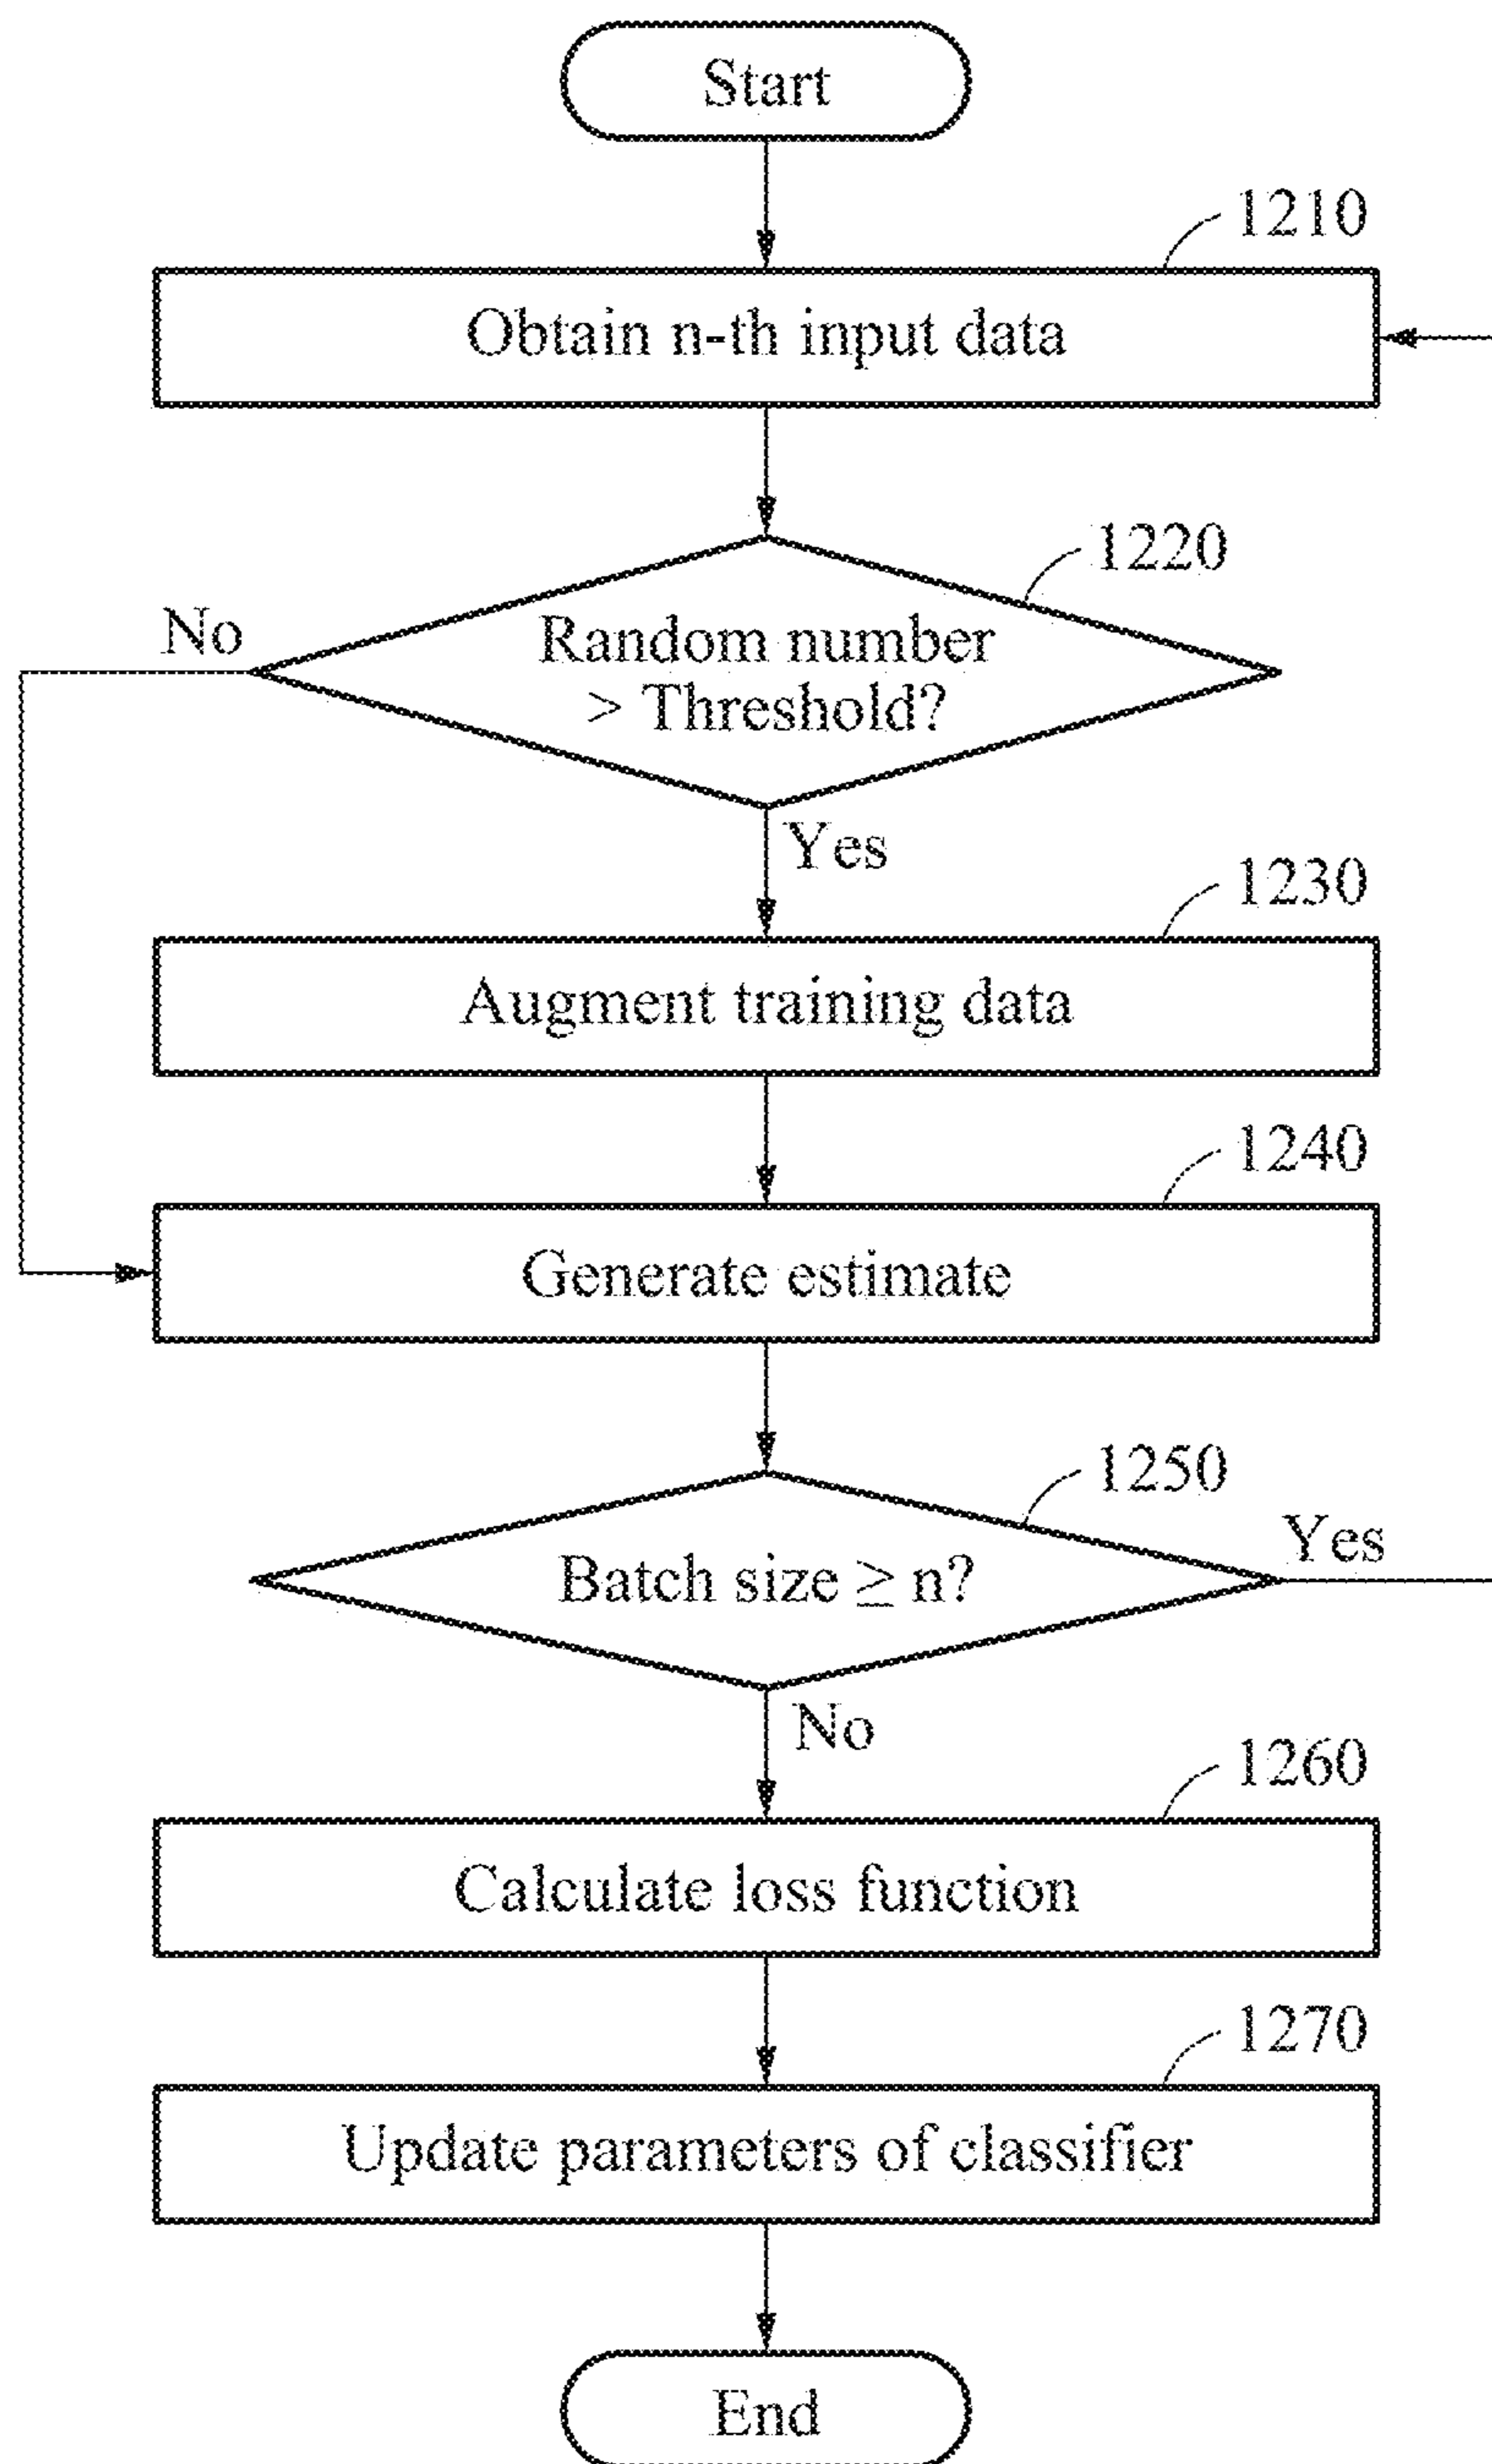 Start
1210
Obtain n-th input data
1220
No
Random number
> Threshold?
Yes
1230
Augment training data
1240
Generate estimate
1250
Yes
Batch size ≥ n?
No
1260
Calculate loss function
1270
Update parameters of classifier
End